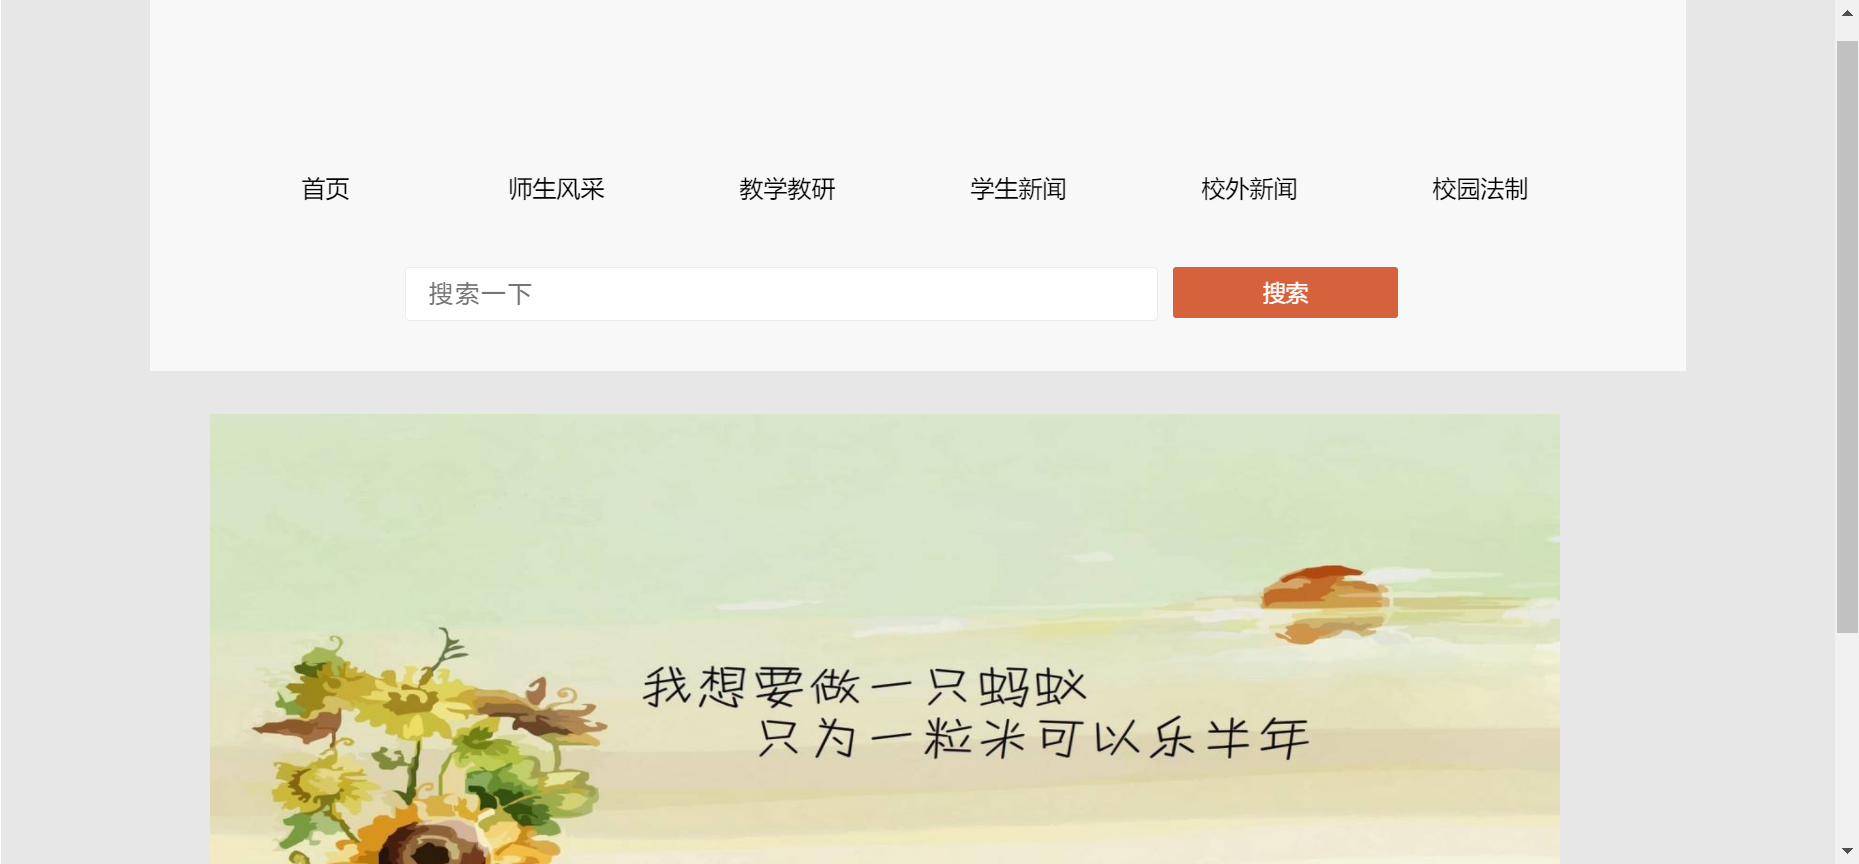 首页 师生风采 教学教研 学生新闻 校外新闻 校园法制
搜索一下 搜索
我想要做一只蚂蚁
只为一粒米可以乐半年